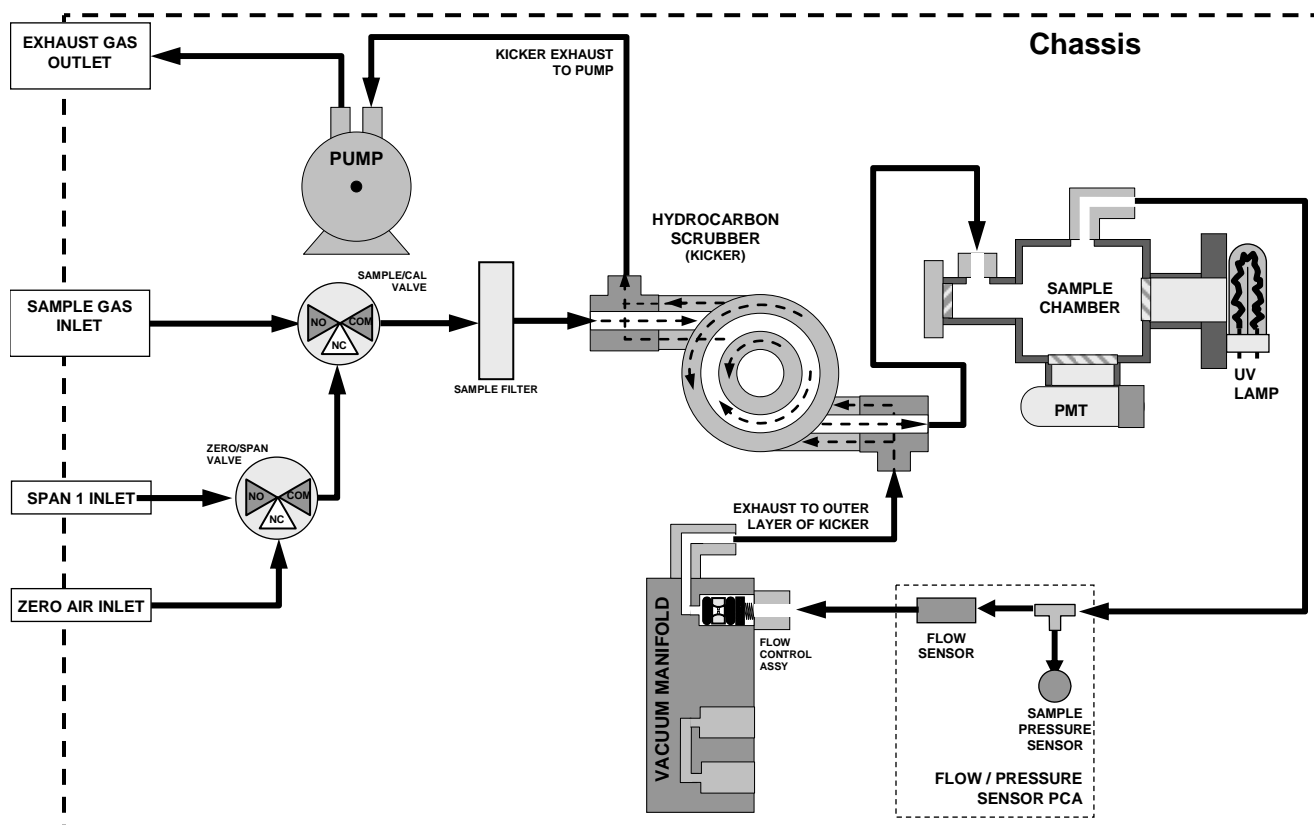 Chassis
EXHAUST GAS
OUTLET
KICKER EXHAUST
TO PUMP
PUMP
HYDROCARBON
SCRUBBER
(KICKER)
SAMPLE/CAL
VALVE
SAMPLE GAS
INLET
NO
COM
NC
SAMPLE FILTER
SAMPLE
CHAMBER
UV
LAMP
PMT
ZERO/SPAN
VALVE
SPAN 1 INLET
NO
COM
NC
ZERO AIR INLET
EXHAUST TO OUTER
LAYER OF KICKER
VACUUM MANIFOLD
FLOW
CONTROL
ASSY
FLOW
SENSOR
SAMPLE
PRESSURE
SENSOR
FLOW / PRESSURE
SENSOR PCA